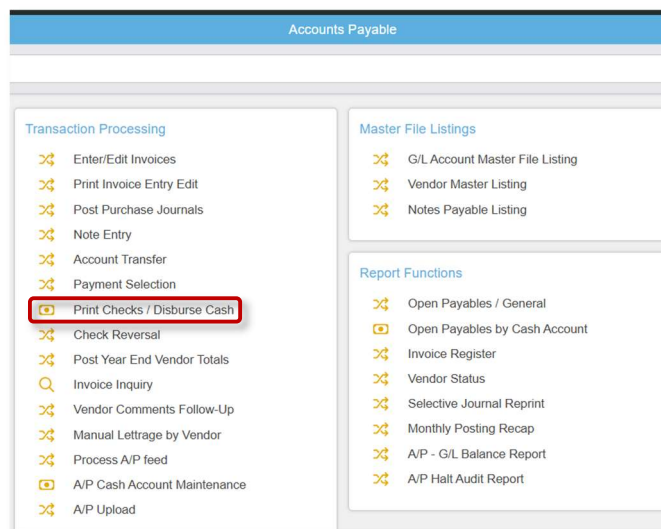 Accounts Payable
Transaction Processing
Enter/Edit Invoices
Print Invoice Entry Edit
Post Purchase Journals
Note Entry
Account Transfer
Payment Selection
Print Checks / Disburse Cash
Check Reversal
Post Year End Vendor Totals
Invoice Inquiry
Vendor Comments Follow-Up
Manual Lettrage by Vendor
Process A/P feed
A/P Cash Account Maintenance
A/P Upload
Master File Listings
G/L Account Master File Listing
Vendor Master Listing
Notes Payable Listing
Report Functions
Open Payables / General
Open Payables by Cash Account
Invoice Register
Vendor Status
Selective Journal Reprint
Monthly Posting Recap
A/P - G/L Balance Report
A/P Halt Audit Report